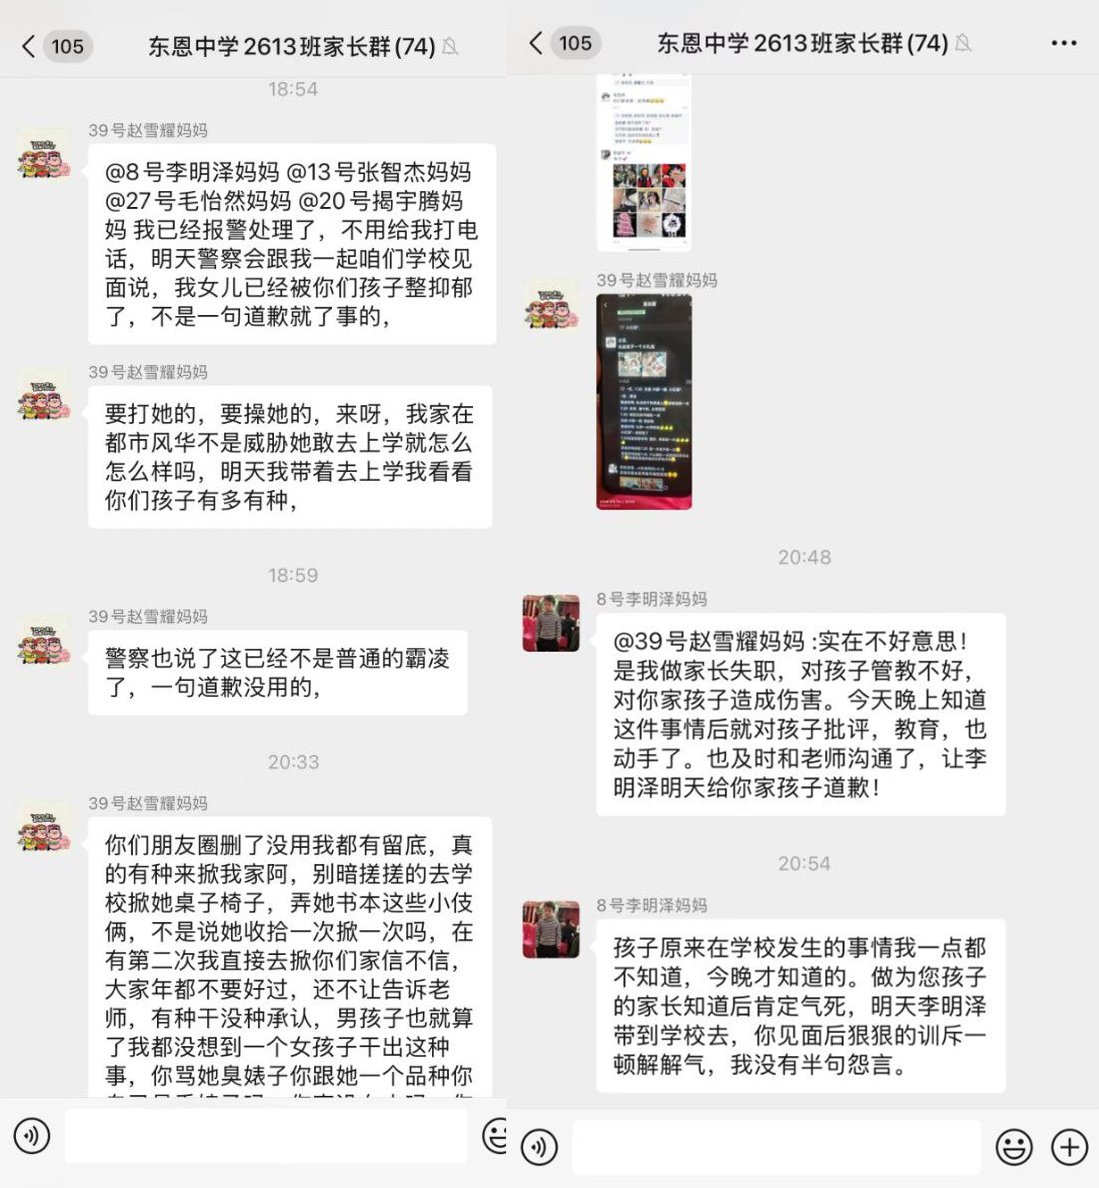 105
东恩中学2613班家长群(74)
18:54
39号赵雪耀妈妈
@8号李明泽妈妈 @13号张智杰妈妈
@27号毛怡然妈妈 @20号揭宇腾妈
妈 我已经报警处理了，不用给我打电
话，明天警察会跟我一起咱们学校见
面说，我女儿已经被你们孩子整抑郁
了，不是一句道歉就了事的，
39号赵雪耀妈妈
要打她的，要操她的，来呀，我家在
都市风华不是威胁她敢去上学就怎么
怎么样吗，明天我带着去上学我看看
你们孩子有多有种，
18:59
39号赵雪耀妈妈
警察也说了这已经不是普通的霸凌
了，一句道歉没用的，
20:33
39号赵雪耀妈妈
你们朋友圈删了没用我都有留底，真
的有种来掀我家阿，别暗搓搓的去学
校掀她桌子椅子，弄她书本这些小伎
俩，不是说她收拾一次掀一次吗，在
有第二次我直接去掀你们家信不信，
大家年都不要好过，还不让告诉老
师，有种干没种承认，男孩子也就算
了我都没想到一个女孩子干出这种
事，你骂她臭婊子你跟她一个品种你
105
东恩中学2613班家长群(74)
39号赵雪耀妈妈
20:48
8号李明泽妈妈
@39号赵雪耀妈妈 :实在不好意思！
是我做家长失职，对孩子管教不好，
对你家孩子造成伤害。今天晚上知道
这件事情后就对孩子批评，教育，也
动手了。也及时和老师沟通了，让李
明泽明天给你家孩子道歉！
20:54
8号李明泽妈妈
孩子原来在学校发生的事情我一点都
不知道，今晚才知道的。做为您孩子
的家长知道后肯定气死，明天李明泽
带到学校去，你见面后狠狠的训斥一
顿解解气，我没有半句怨言。